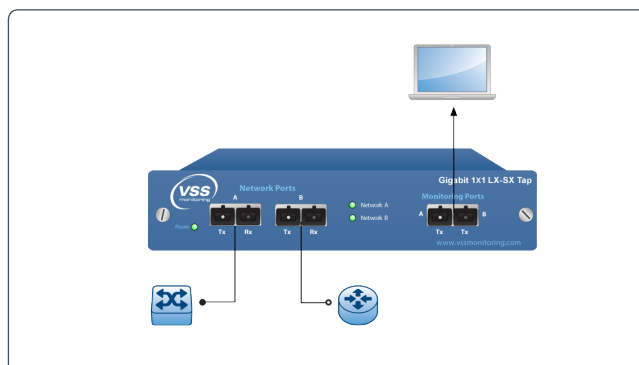 Gigabit 1X1 LX-SX Tap
VSS
monitoring
Network Ports
Monitoring Ports
A
B
Network A
Network B
A
B
Power
Tx
Rx
Tx
Rx
Tx
Tx
www.vssmonitoring.com